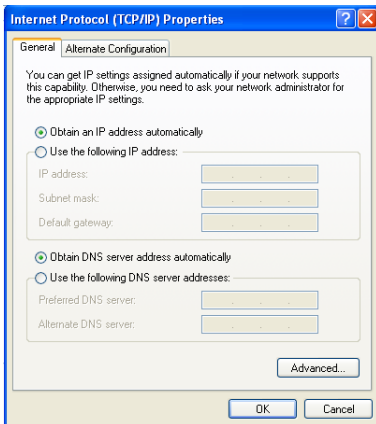 Internet Protocol (TCP/IP) Properties
General Alternate Configuration
You can get IP settings assigned automatically if your network supports
this capability. Otherwise, you need to ask your network administrator for
the appropriate IP settings.
Obtain an IP address automatically
Use the following IP address:
IP address:
Subnet mask:
Default gateway:
Obtain DNS server address automatically
Use the following DNS server addresses:
Preferred DNS server:
Alternate DNS server:
Advanced...
OK Cancel